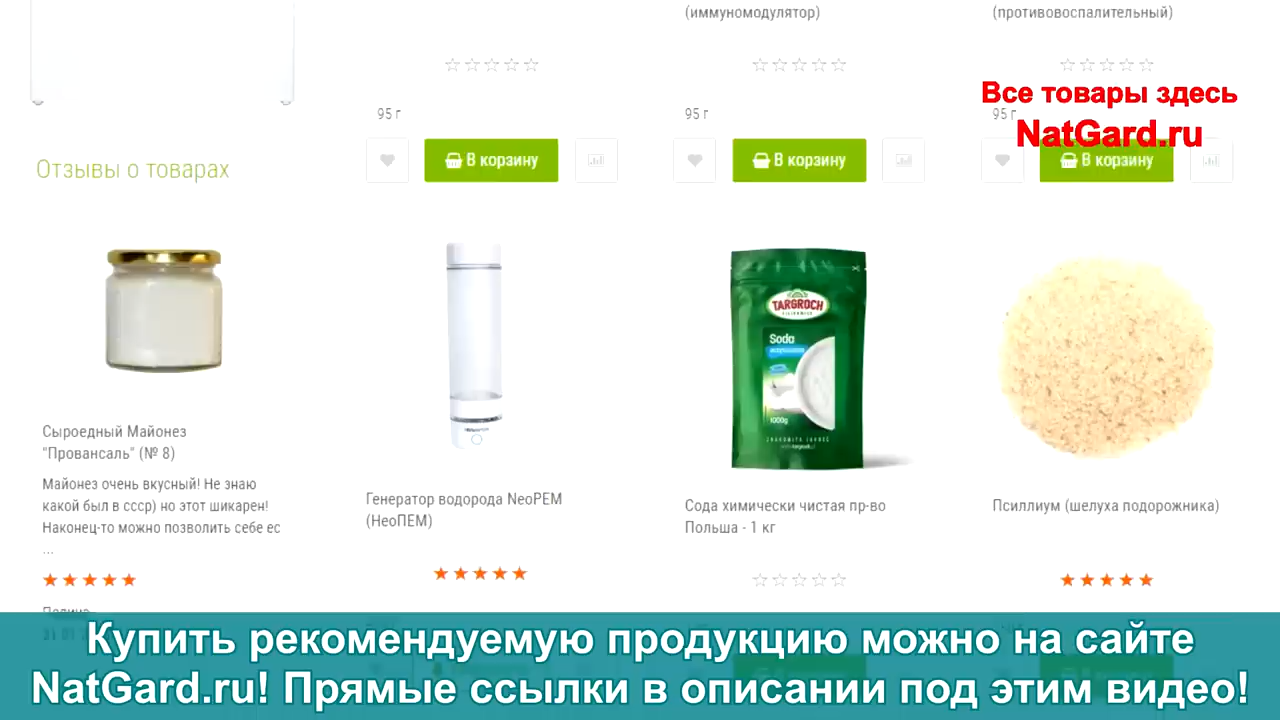 (иммуномодулятор)
(противовоспалительный)
Все товары здесь
NatGard.ru
95 г
95 г
95 г
В корзину
В корзину
В корзину
Отзывы о товарах
TARGROCH
Soda
1000g
Сыроедный Майонез
"Провансаль" (№ 8)
Майонез очень вкусный! Не знаю
какой был в ссср) но этот шикарен!
Наконец-то можно позволить себе ес
...
Генератор водорода NeoPEM
(НеоПЕМ)
Сода химически чистая пр-во
Польша - 1 кг
Псиллиум (шелуха подорожника)
Купить рекомендуемую продукцию можно на сайте
NatGard.ru! Прямые ссылки в описании под этим видео!